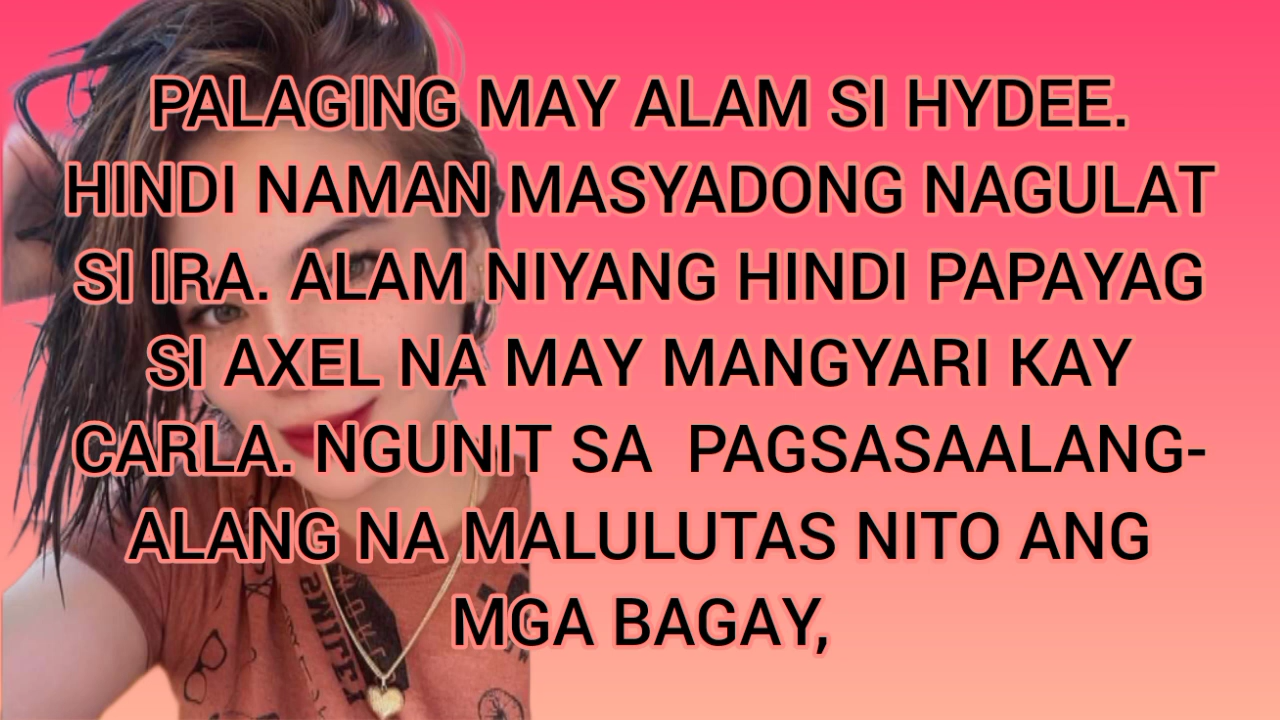 PALAGING MAY ALAM SI HYDEE.
HINDI NAMAN MASYADONG NAGULAT
SI IRA. ALAM NIYANG HINDI PAPAYAG
SI AXEL NA MAY MANGYARI KAY
CARLA. NGUNIT SA  PAGSASAALANG-
ALANG NA MALULUTAS NITO ANG
MGA BAGAY,